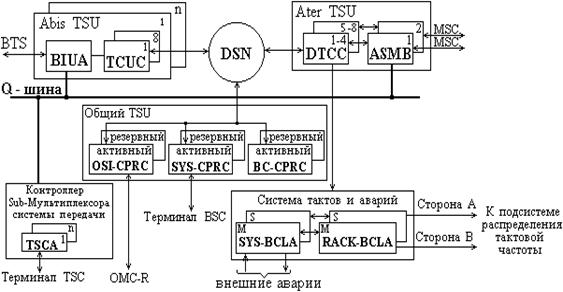 Abis TSU
1
n
BTS
BIUA
TCUC
1
8
DSN
Ater TSU
5-8
2
DTCC
1-4
ASMB
1
MSC
MSC
Q - шина
Общий TSU
резервный
резервный
резервный
активный
активный
активный
OSI-CPRC
SYS-CPRC
BC-CPRC
Контроллер
Sub-Мультиплексора
системы передачи
n
TSCA
1
Терминал TSC
OMC-R
Терминал BSC
Система тактов и аварий
S
S
M
SYS-BCLA
M
RACK-BCLA
Сторона A
Сторона B
К подсистеме
распределения
тактовой
частоты
внешние аварии